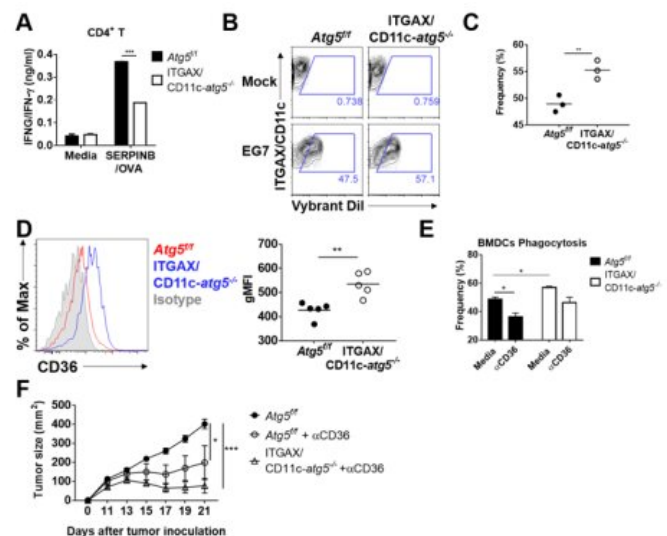 A
CD4⁺ T
IFNG/IFN-γ (ng/ml)
0.4
0.3
0.2
0.1
0.0
***
Media
SERPINB
/OVA
Atg5f/f
ITGAX/
CD11c-atg5-/-
B
Atg5f/f
ITGAX/
CD11c-atg5-/-
Mock
EG7
0.738
0.759
47.5
57.1
ITGAX/CD11c
Vybrant Dil
C
Frequency (%)
60
55
50
45
**
Atg5f/f
ITGAX/
CD11c-atg5-/-
D
% of Max
CD36
Atg5f/f
ITGAX/
CD11c-atg5-/-
Isotype
gMFI
700
600
500
400
300
**
Atg5f/f
ITGAX/
CD11c-atg5-/-
E
BMDCs Phagocytosis
Frequency (%)
80
60
40
20
*
*
Media
αCD36
Media
αCD36
Atg5f/f
ITGAX/
CD11c-atg5-/-
F
Tumor size (mm²)
500
400
300
200
100
0
0 11 13 15 17 19 21
Days after tumor inoculation
*
***
Atg5f/f
Atg5f/f + αCD36
ITGAX/
CD11c-atg5-/- +αCD36